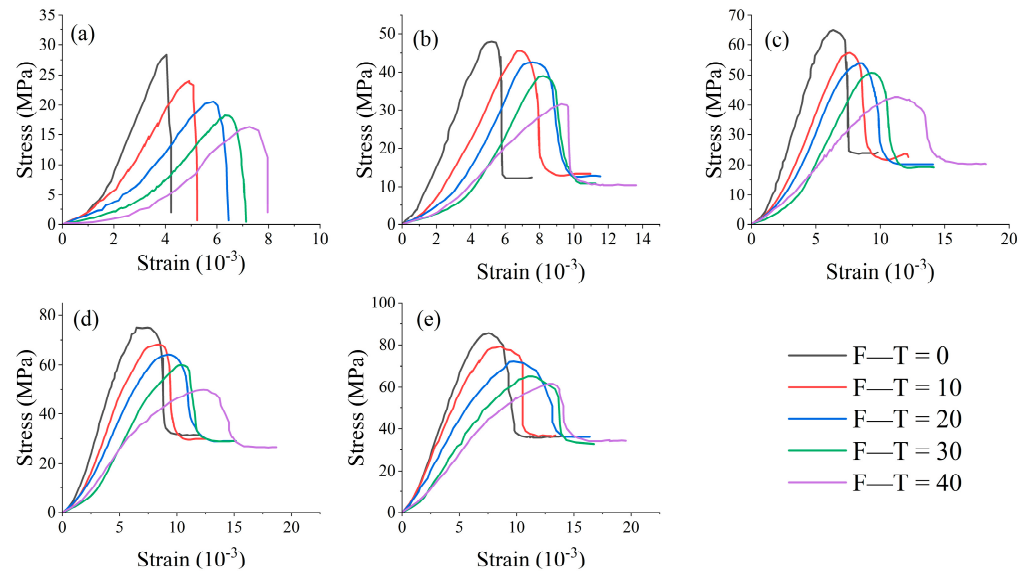 (a)
Stress (MPa)
35
30
25
20
15
10
5
0
0 2 4 6 8 10
Strain (10-3)
(b)
Stress (MPa)
50
40
30
20
10
0
0 2 4 6 8 10 12 14
Strain (10-3)
(c)
Stress (MPa)
70
60
50
40
30
20
10
0
0 5 10 15 20
Strain (10-3)
(d)
Stress (MPa)
80
60
40
20
0
0 5 10 15 20
Strain (10-3)
(e)
Stress (MPa)
100
80
60
40
20
0
0 5 10 15 20
Strain (10-3)
F—T = 0
F—T = 10
F—T = 20
F—T = 30
F—T = 40